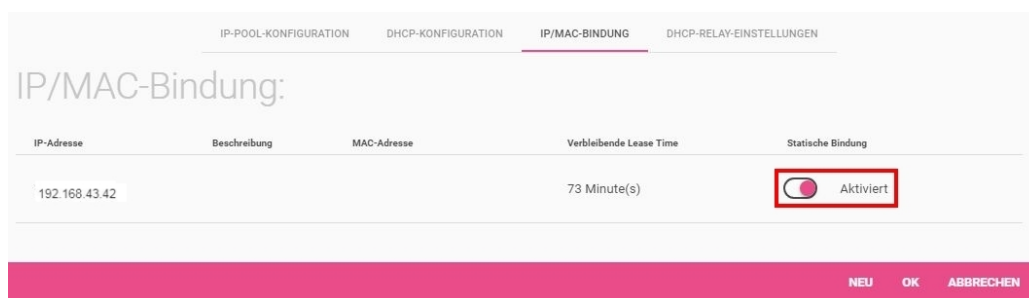 IP-POOL-KONFIGURATION DHCP-KONFIGURATION IP/MAC-BINDUNG DHCP-RELAY-EINSTELLUNGEN
IP/MAC-Bindung:
IP-Adresse Beschreibung MAC-Adresse Verbleibende Lease Time Statische Bindung
192.168.43.42 73 Minute(s) Aktiviert
NEU OK ABBRECHEN